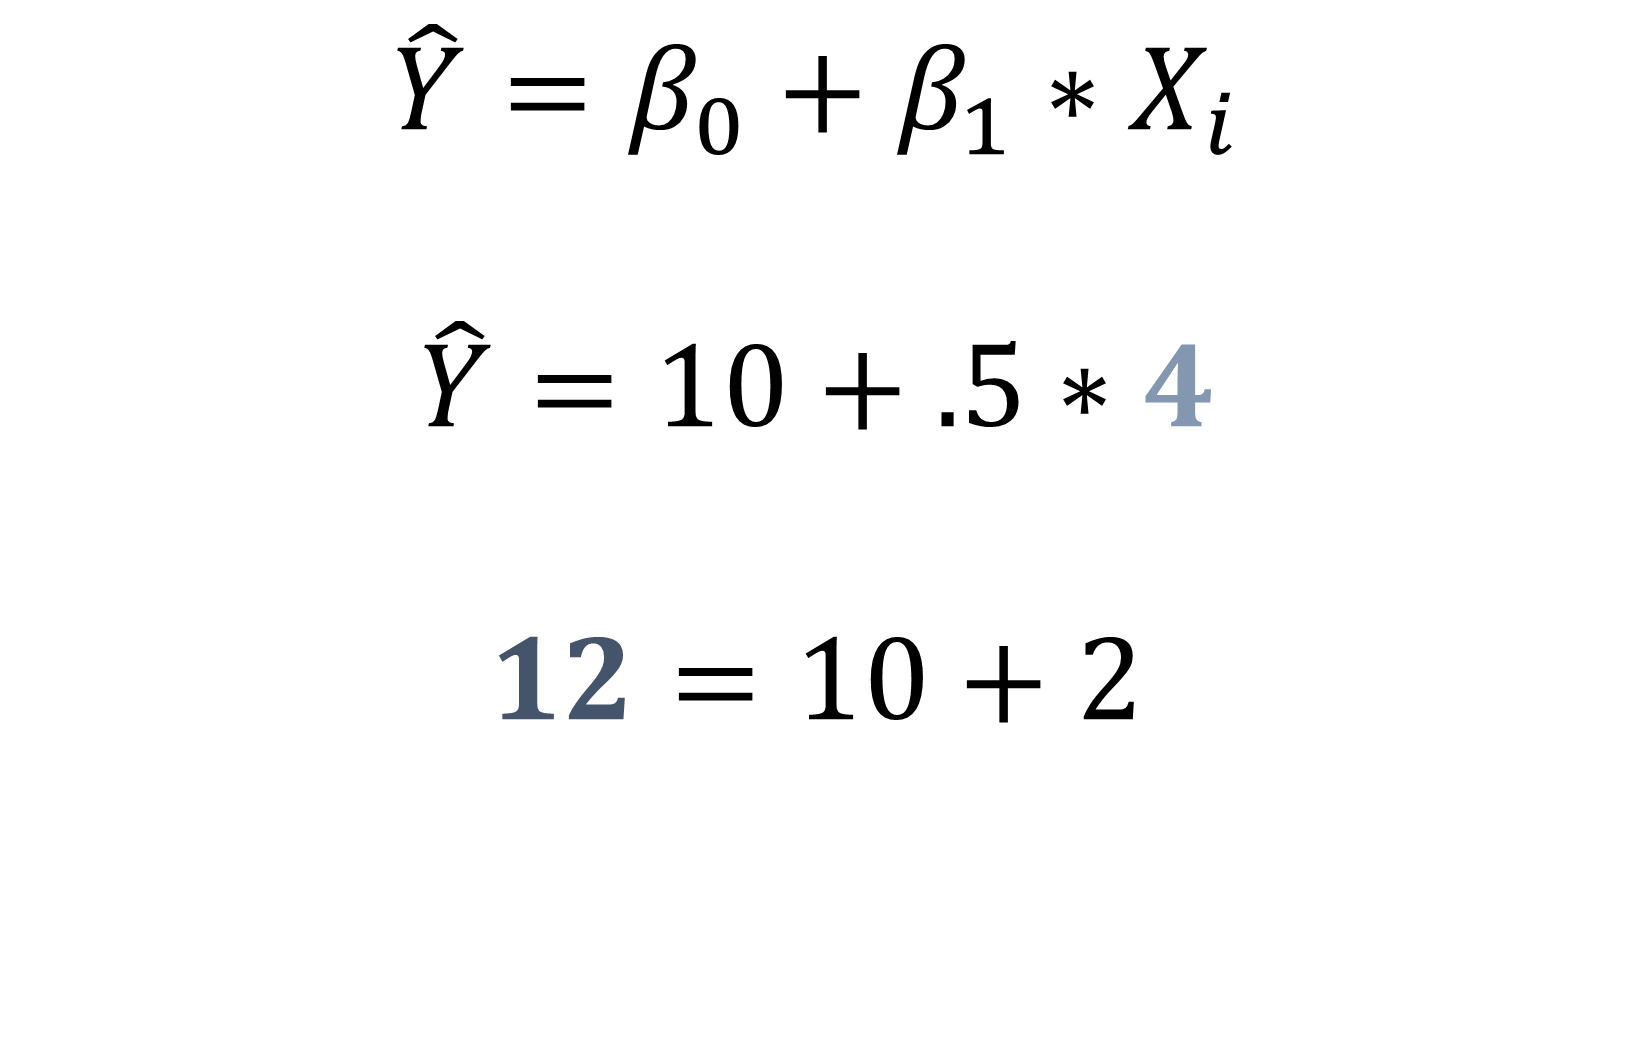 Ŷ = β₀ + β₁ * Xᵢ
Ŷ = 10 + .5 * 4
12 = 10 + 2